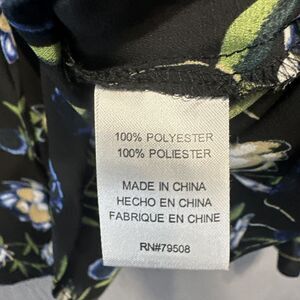 100% POLYESTER
100% POLIESTER
MADE IN CHINA
HECHO EN CHINA
FABRIQUE EN CHINE
RN#79508